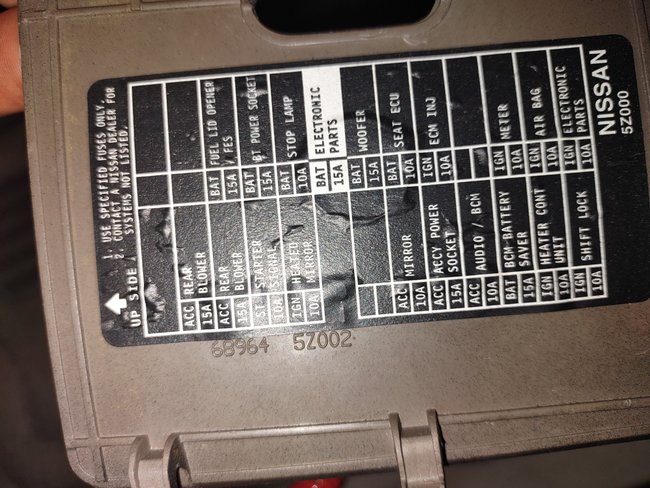 1. USE SPECIFIED FUSES ONLY.
2. CONTACT A NISSAN DEALER FOR
SYSTEMS NOT LISTED.
UP SIDE
ACC REAR
15A BLOWER
ACC REAR
15A BLOWER
ST STARTER
10A SIGNAL
IGN HEATED
10A MIRROR
ACC MIRROR
10A
ACC ACCY POWER
15A SOCKET
ACC AUDIO / BCM
10A
BAT BCM BATTERY
15A SAVER
IGN HEATER CONT
10A UNIT
IGN SHIFT LOCK
10A
BAT FUEL LID OPENER
15A /FES
BAT POWER SOCKET
15A
BAT STOP LAMP
10A
BAT ELECTRONIC
15A PARTS
BAT WOOFER
15A
BAT SEAT ECU
10A
IGN ECM INJ
10A
IGN METER
10A
IGN AIR BAG
10A
IGN ELECTRONIC
10A PARTS
NISSAN
5Z000
68964 5Z002